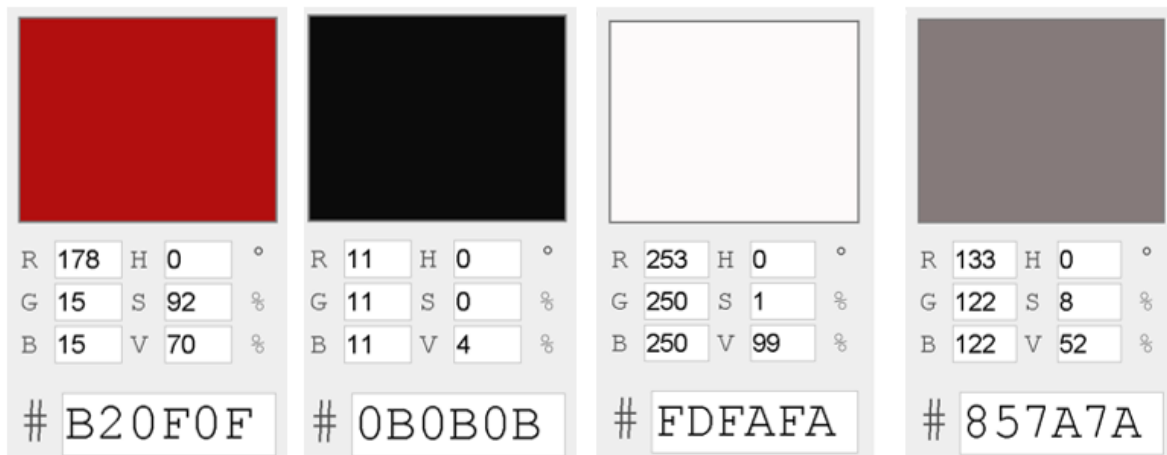 R 178 H 0 °
G 15 S 92 %
B 15 V 70 %
# B20F0F
R 11 H 0 °
G 11 S 0 %
B 11 V 4 %
# 0B0B0B
R 253 H 0 °
G 250 S 1 %
B 250 V 99 %
# FDFAFA
R 133 H 0 °
G 122 S 8 %
B 122 V 52 %
# 857A7A